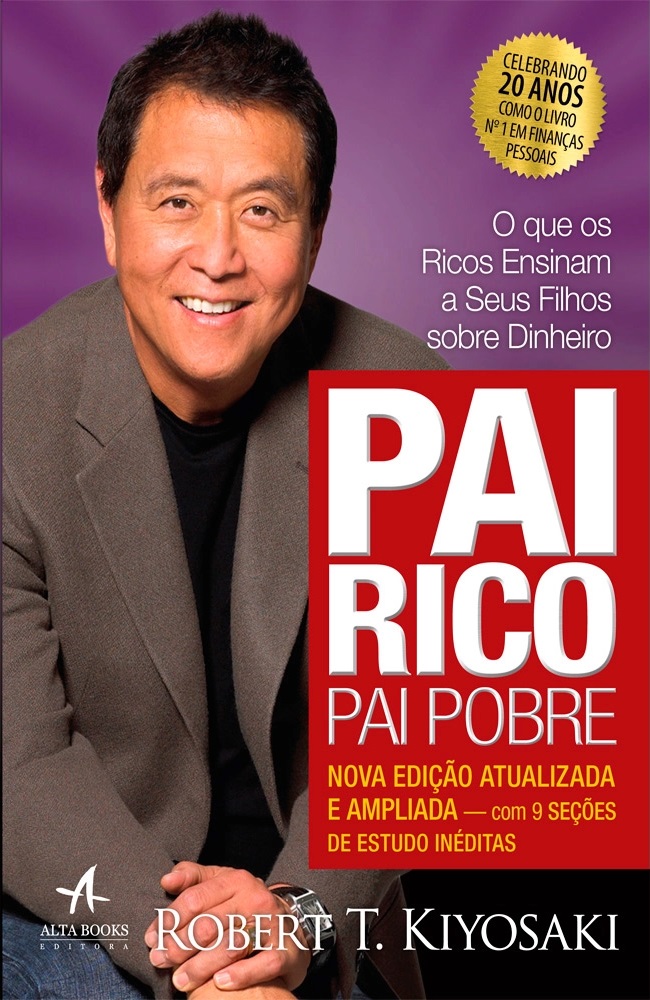 CELEBRANDO
20 ANOS
COMO O LIVRO
Nº 1 EM FINANÇAS
PESSOAIS
O que os
Ricos Ensinam
a Seus Filhos
sobre Dinheiro
PAI
RICO
PAI POBRE
NOVA EDIÇÃO ATUALIZADA
E AMPLIADA — com 9 SEÇÕES
DE ESTUDO INÉDITAS
ALTA BOOKS
EDITORA
ROBERT T. KIYOSAKI